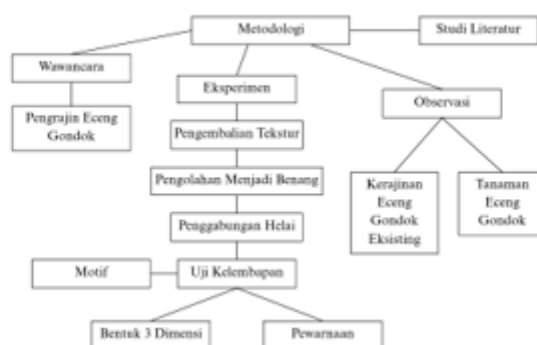 Metodologi
Studi Literatur
Wawancara
Eksperimen
Observasi
Pengrajin Eceng
Gondok
Pengembalian Tekstur
Pengolahan Menjadi Benang
Kerajinan
Eceng
Gondok
Eksisting
Tanaman
Eceng
Gondok
Penggabungan Helai
Motif
Uji Kelembapan
Bentuk 3 Dimensi
Pewarnaan